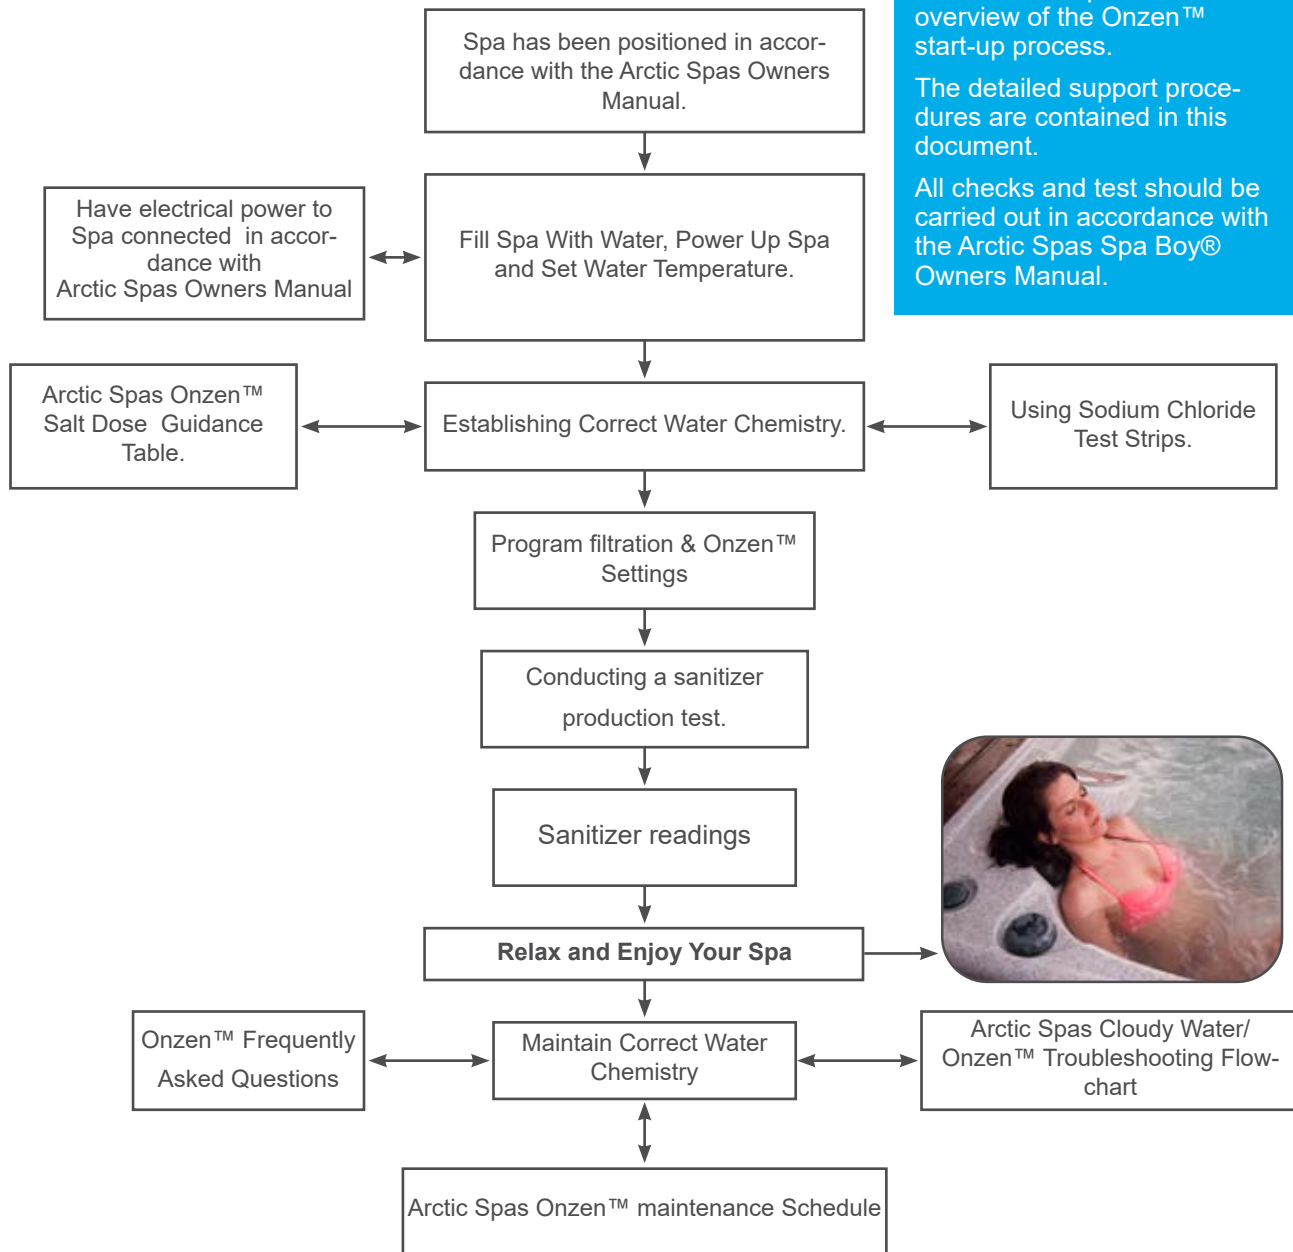 overview of the Onzen™
start-up process.
The detailed support proce-
dures are contained in this
document.
All checks and test should be
carried out in accordance with
the Arctic Spas Spa Boy®
Owners Manual.
Spa has been positioned in accor-
dance with the Arctic Spas Owners
Manual.
Have electrical power to
Spa connected in accor-
dance with
Arctic Spas Owners Manual
Fill Spa With Water, Power Up Spa
and Set Water Temperature.
Arctic Spas Onzen™
Salt Dose Guidance
Table.
Establishing Correct Water Chemistry.
Using Sodium Chloride
Test Strips.
Program filtration & Onzen™
Settings
Conducting a sanitizer
production test.
Sanitizer readings
Relax and Enjoy Your Spa
Onzen™ Frequently
Asked Questions
Maintain Correct Water
Chemistry
Arctic Spas Cloudy Water/
Onzen™ Troubleshooting Flow-
chart
Arctic Spas Onzen™ maintenance Schedule